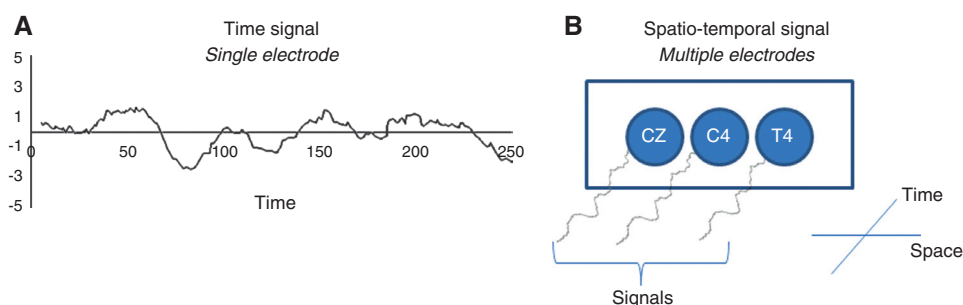 A
Time signal
Single electrode
5
3
1
-1
-3
-5
0
50
100
150
200
250
Time
B
Spatio-temporal signal
Multiple electrodes
CZ
C4
T4
Time
Space
Signals